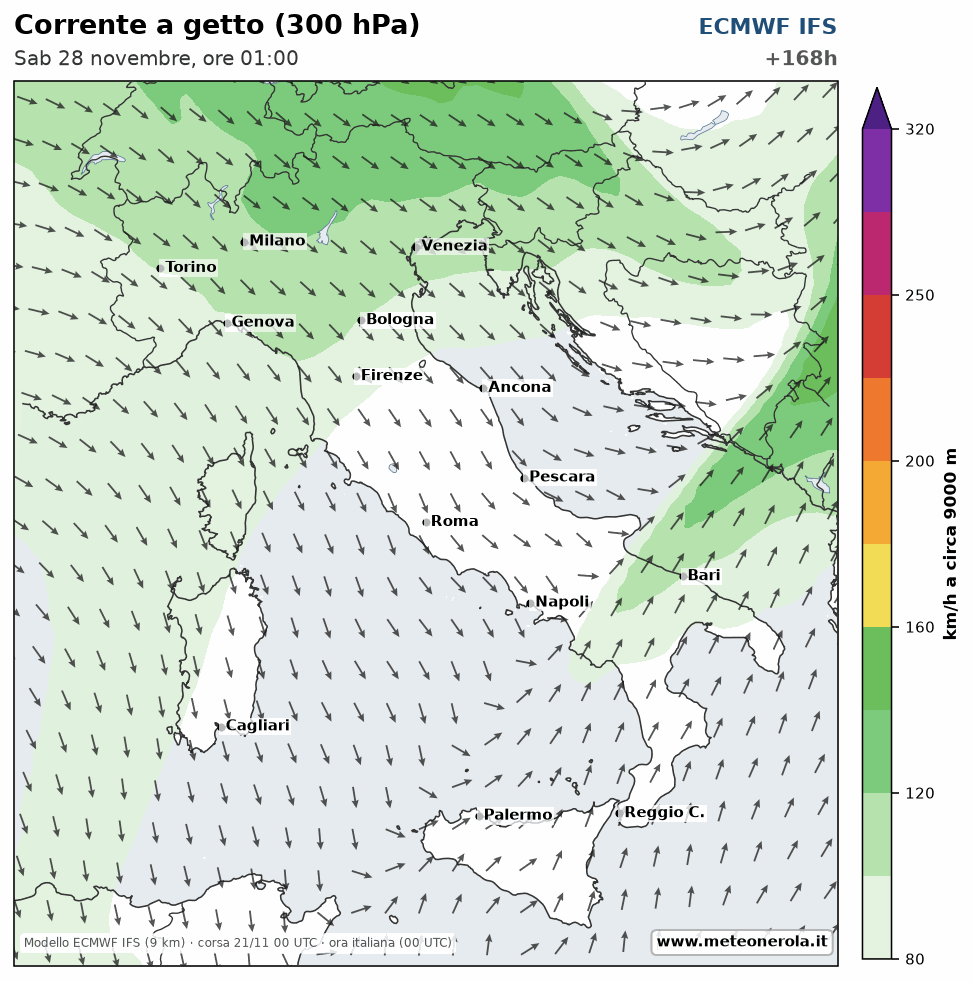 Corrente a getto (300 hPa)
ECMWF IFS
Sab 28 novembre, ore 01:00
+168h
320
Milano
Venezia
Torino
250
Genova
Bologna
Firenze
Ancona
200
Pescara
Roma
km/h a circa 9000 m
Bari
Napoli
160
Cagliari
Palermo
Reggio C.
120
Modello ECMWF IFS (9 km) · corsa 21/11 00 UTC · ora italiana (00 UTC)
www.meteonerola.it
80